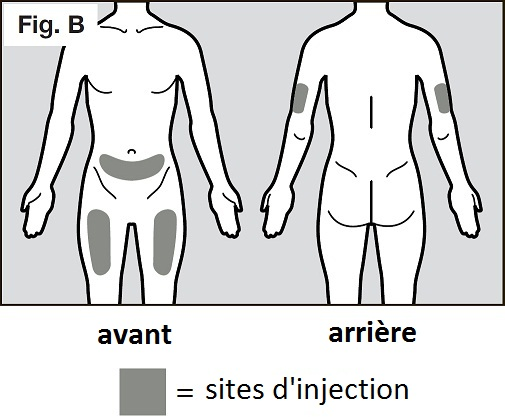 Fig. B
avant arrière
= sites d'injection